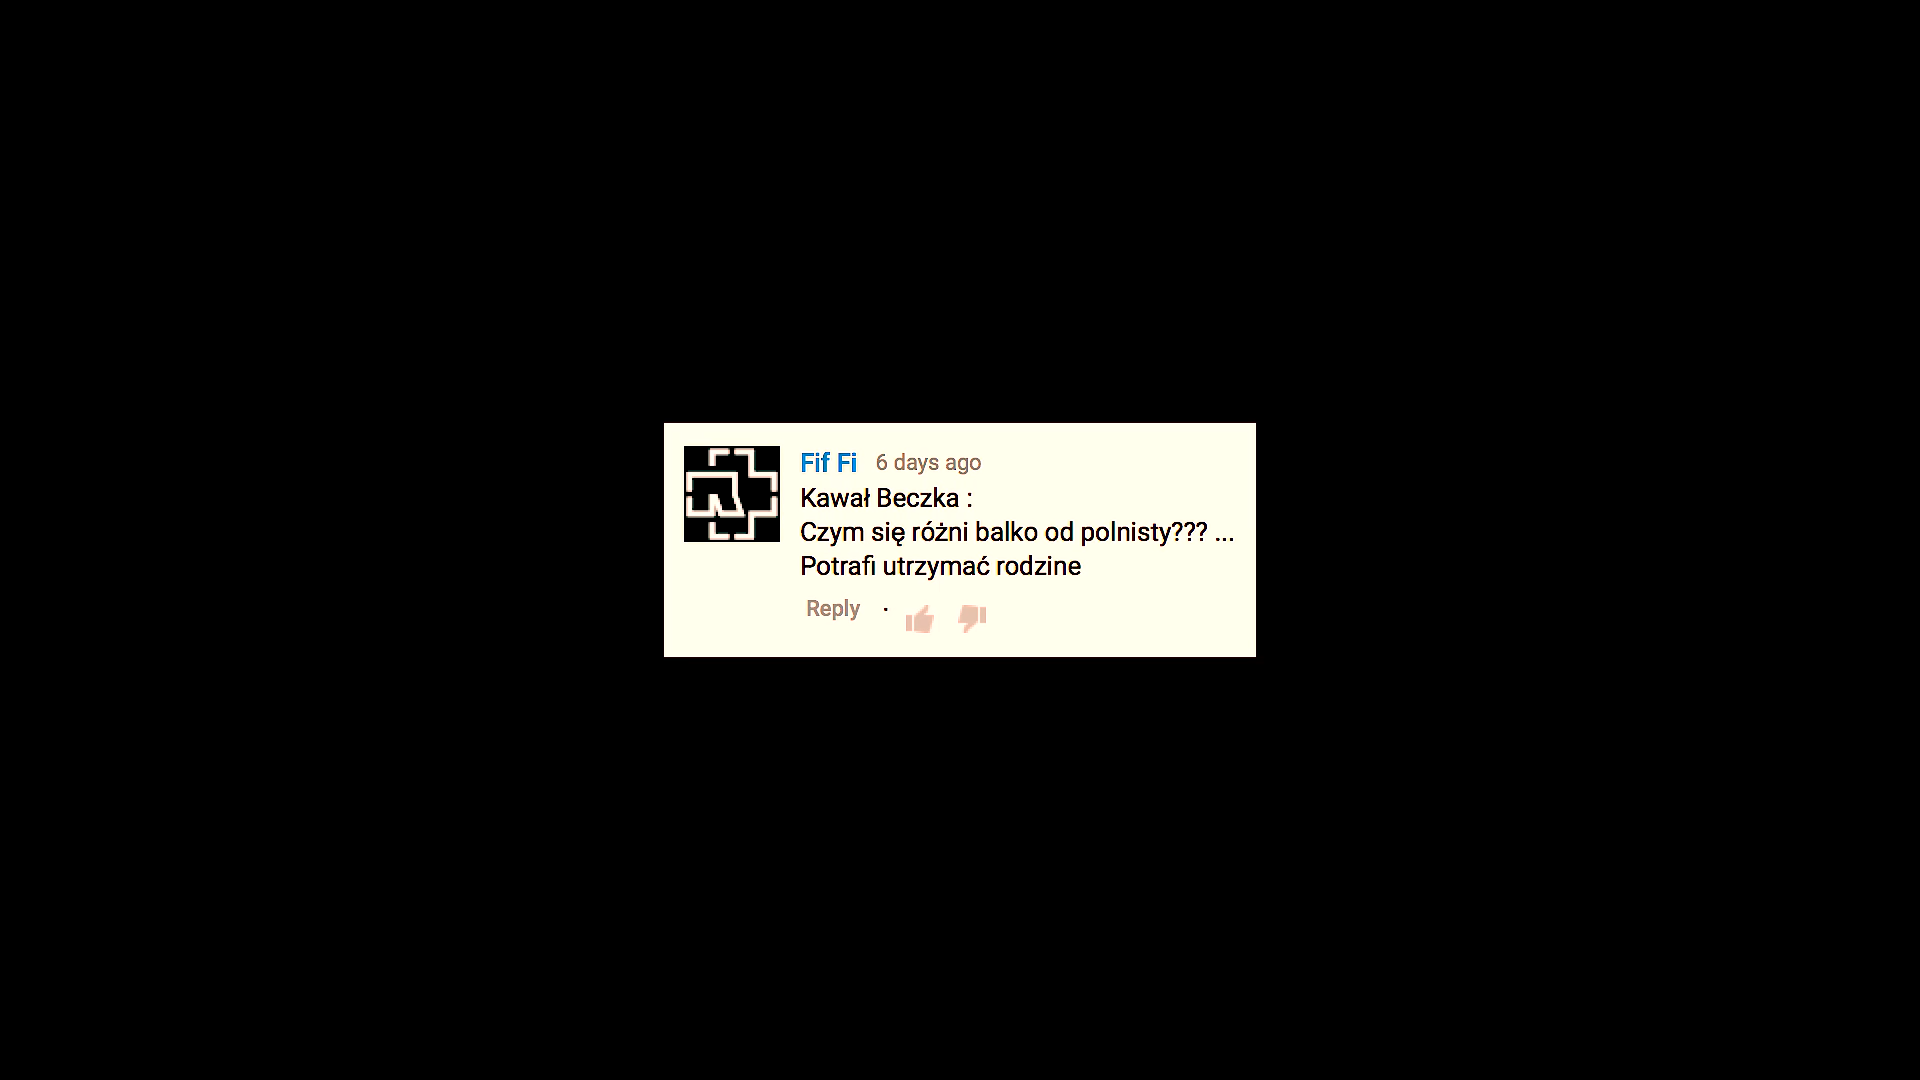 Fif Fi 6 days ago
Kawał Beczka :
Czym się różni balko od polnisty??? ...
Potrafi utrzymać rodzine
Reply ·